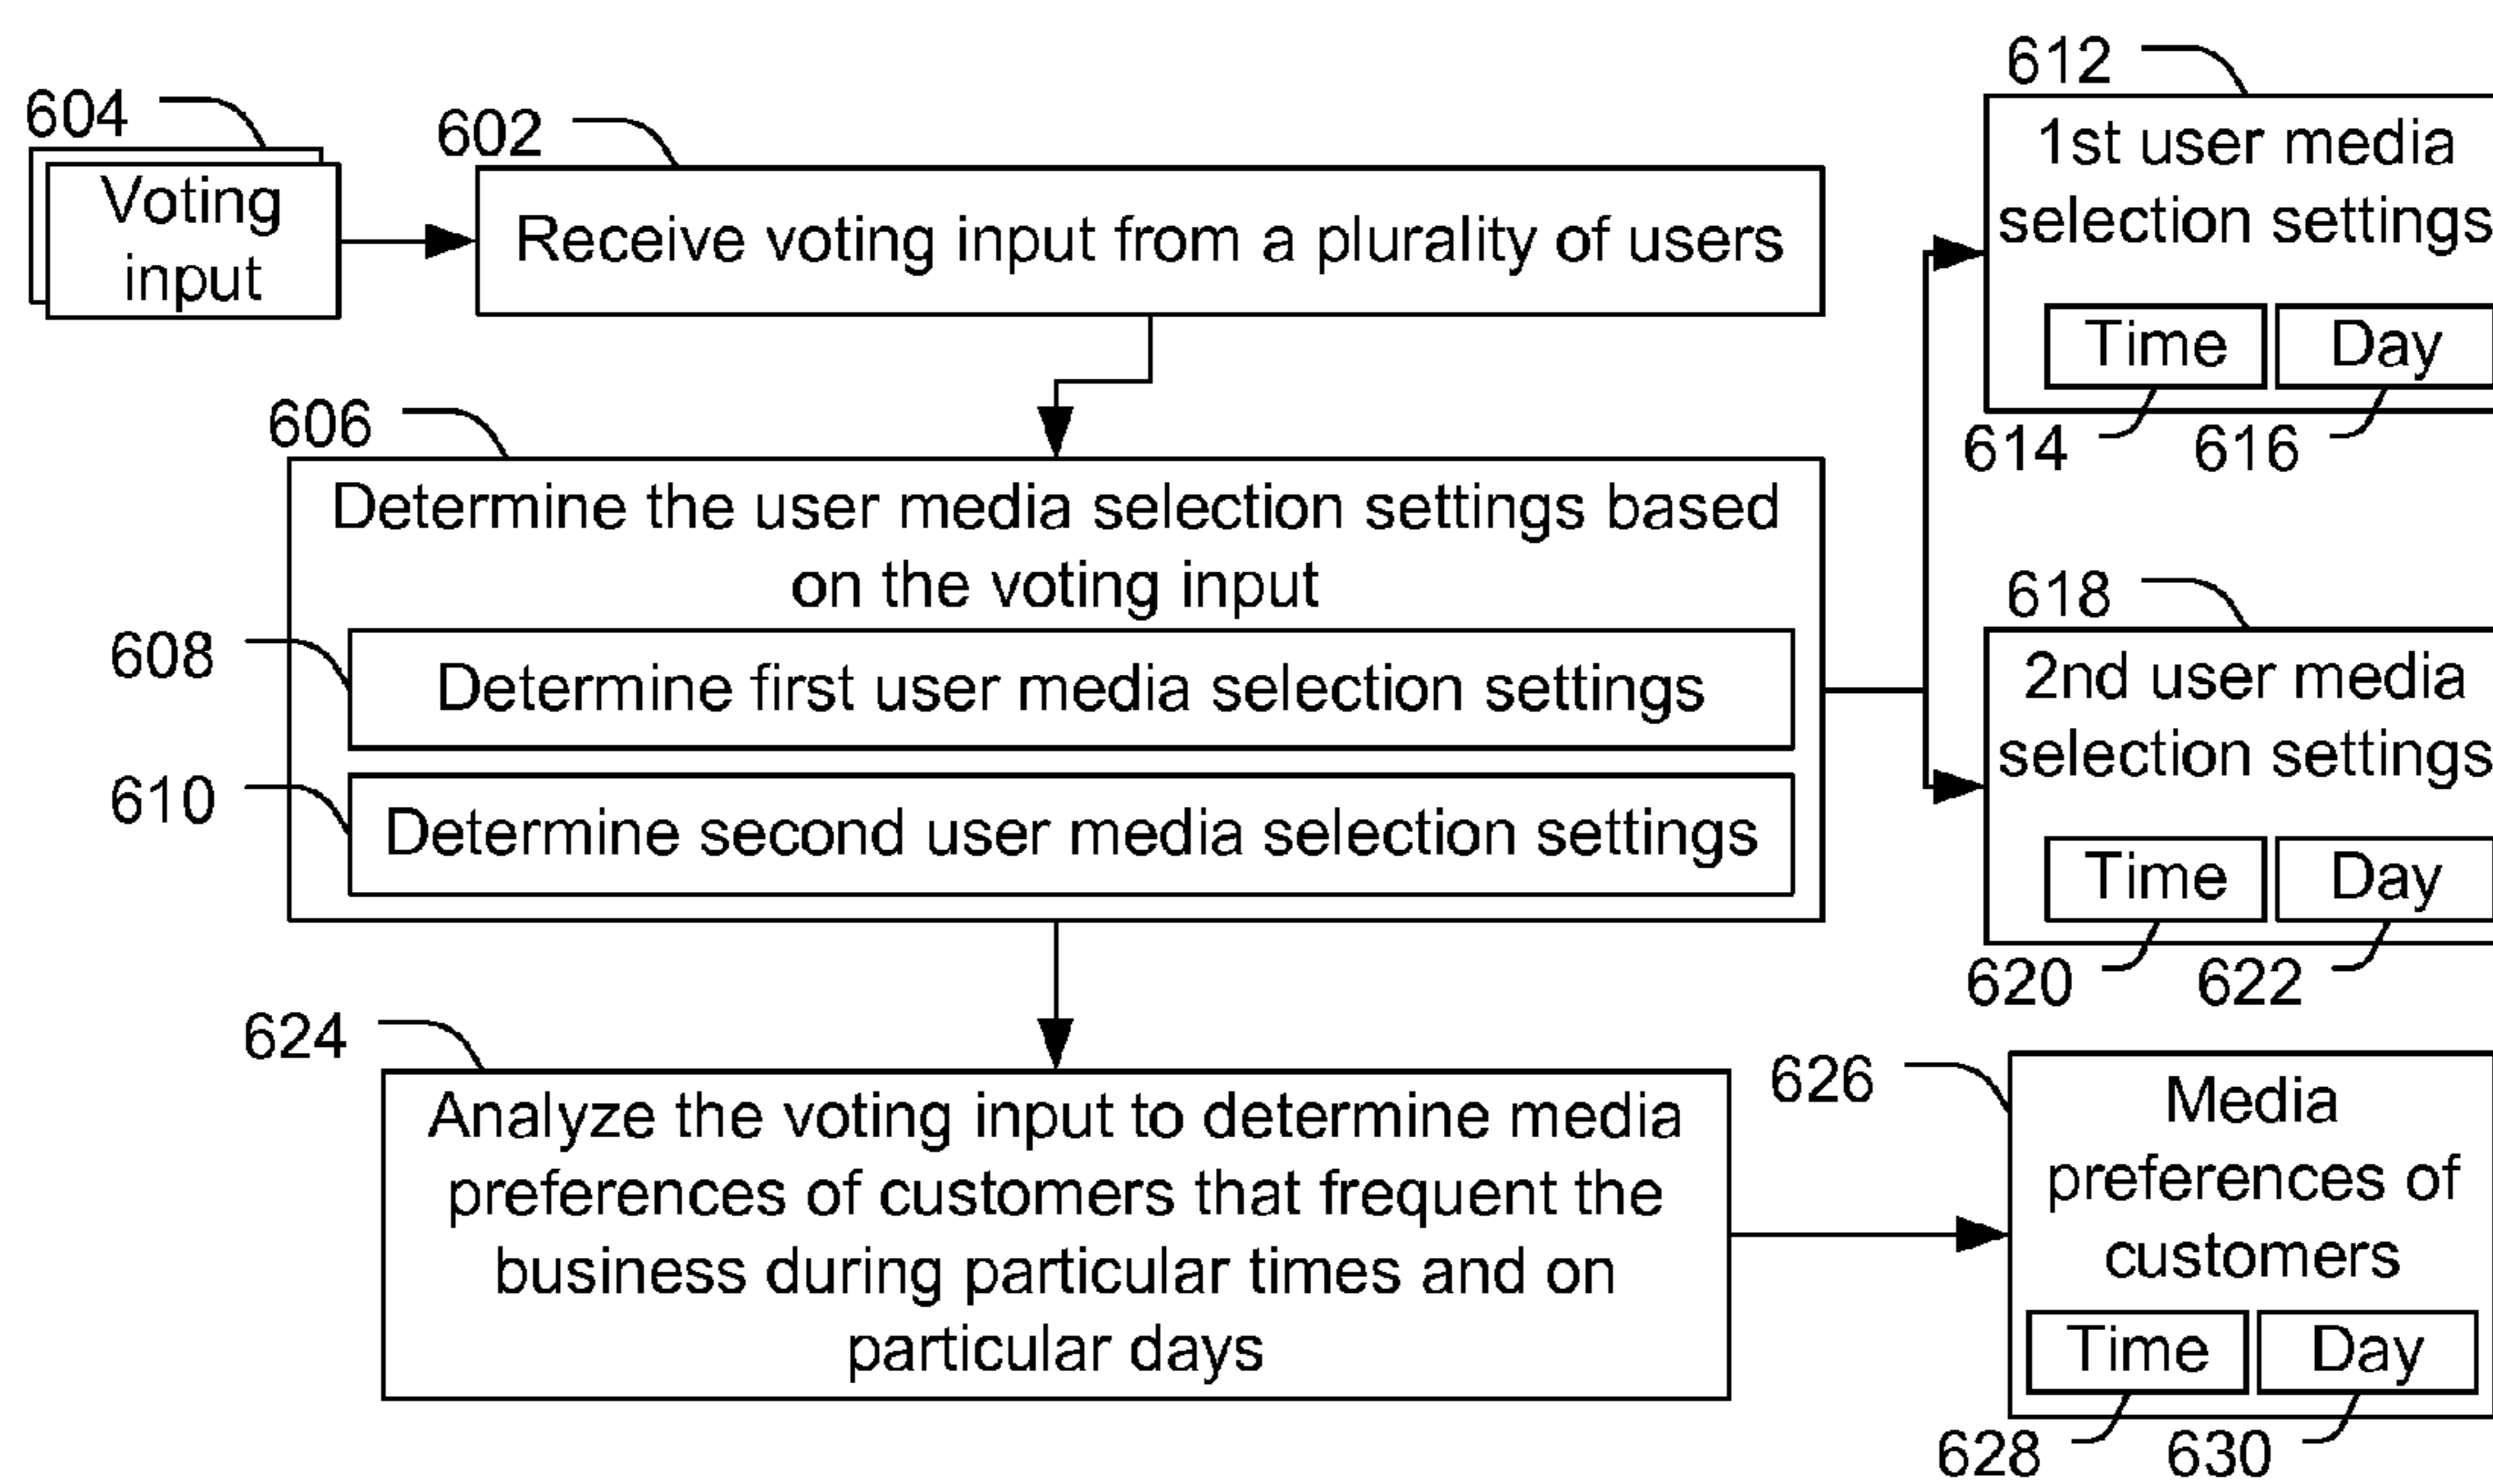 604
Voting
input
602
Receive voting input from a plurality of users
612
1st user media
selection settings
Time
Day
614
616
606
Determine the user media selection settings based
on the voting input
608
Determine first user media selection settings
610
Determine second user media selection settings
618
2nd user media
selection settings
Time
Day
620
622
624
Analyze the voting input to determine media
preferences of customers that frequent the
business during particular times and on
particular days
626
Media
preferences of
customers
Time
Day
628
630